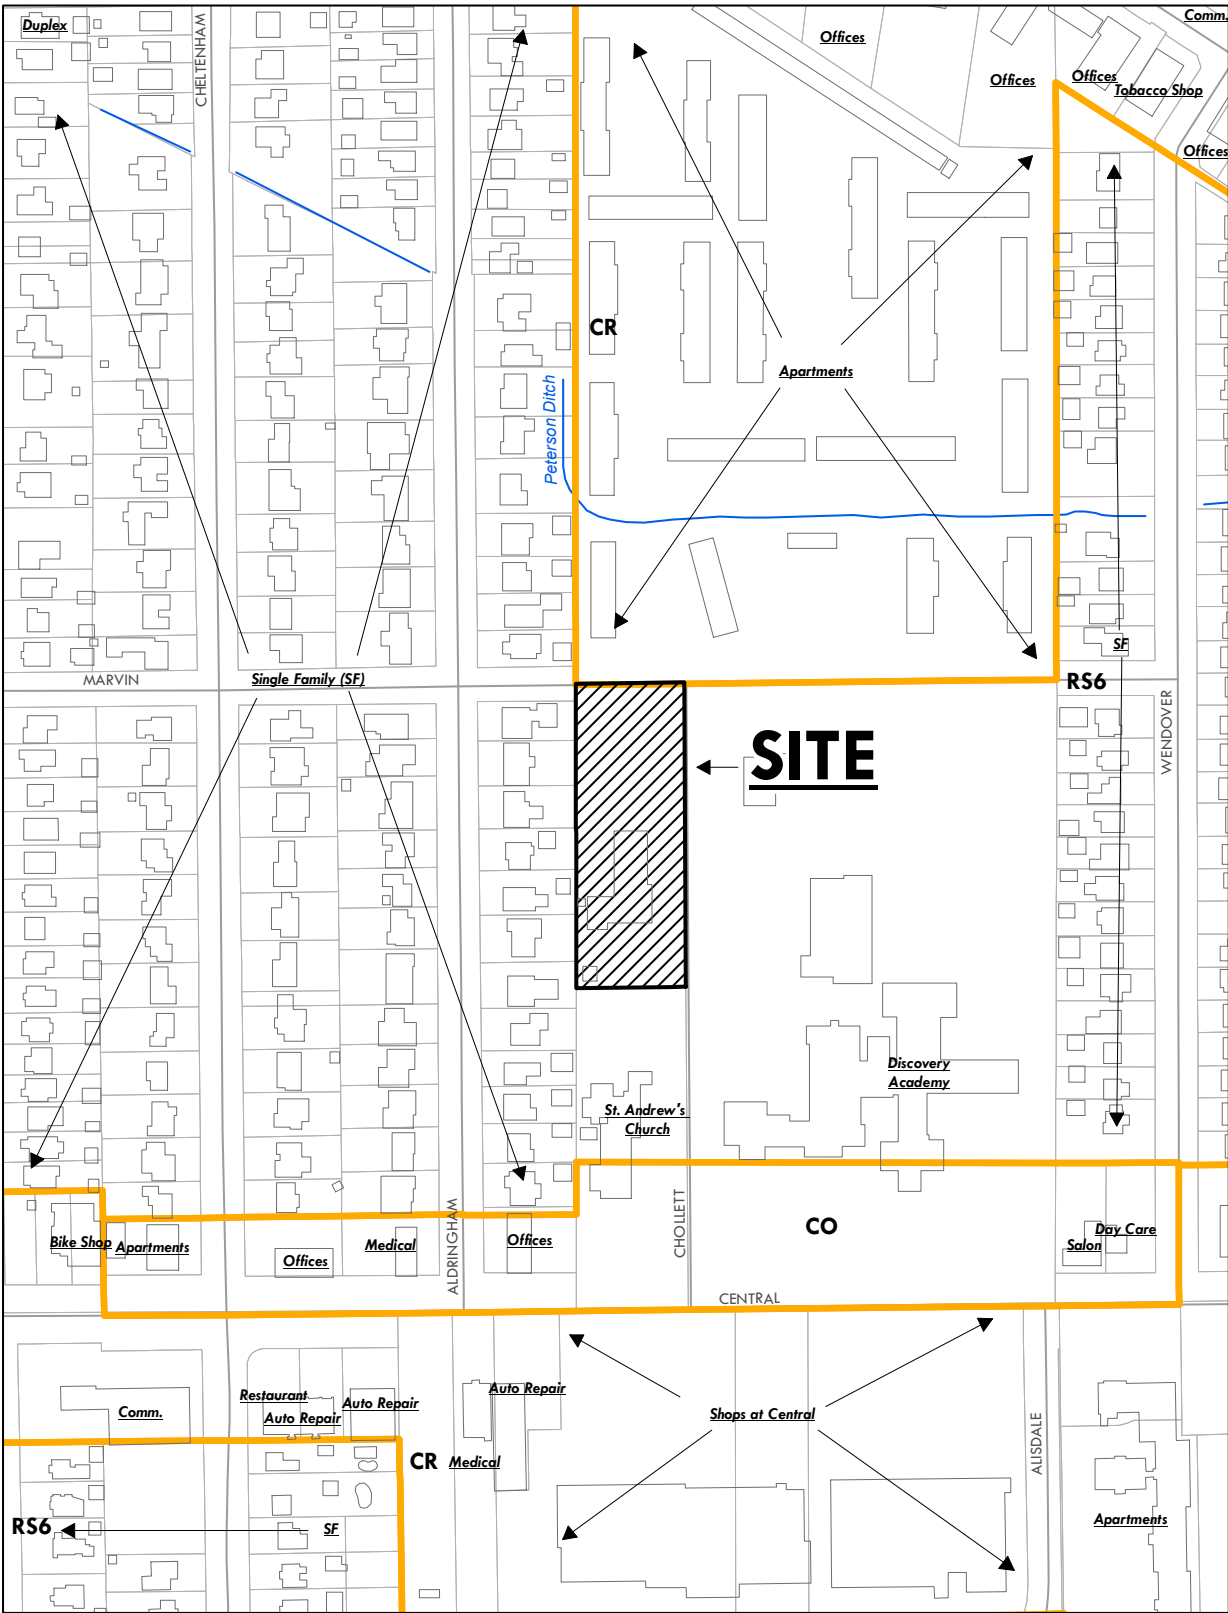 Duplex
CHELTENHAM
Offices
Comm.
Offices
Offices
Tobacco Shop
Offices
CR
Apartments
Peterson Ditch
SF
MARVIN
Single Family (SF)
RS6
WENDOVER
SITE
Discovery
Academy
St. Andrew's
Church
ALDRINGHAM
CHOLLETT
CO
Bike Shop
Apartments
Offices
Medical
Offices
Salon
Day Care
CENTRAL
Restaurant
Auto Repair
Auto Repair
Auto Repair
Comm.
Shops at Central
ALISDALE
CR
Medical
RS6
SF
Apartments